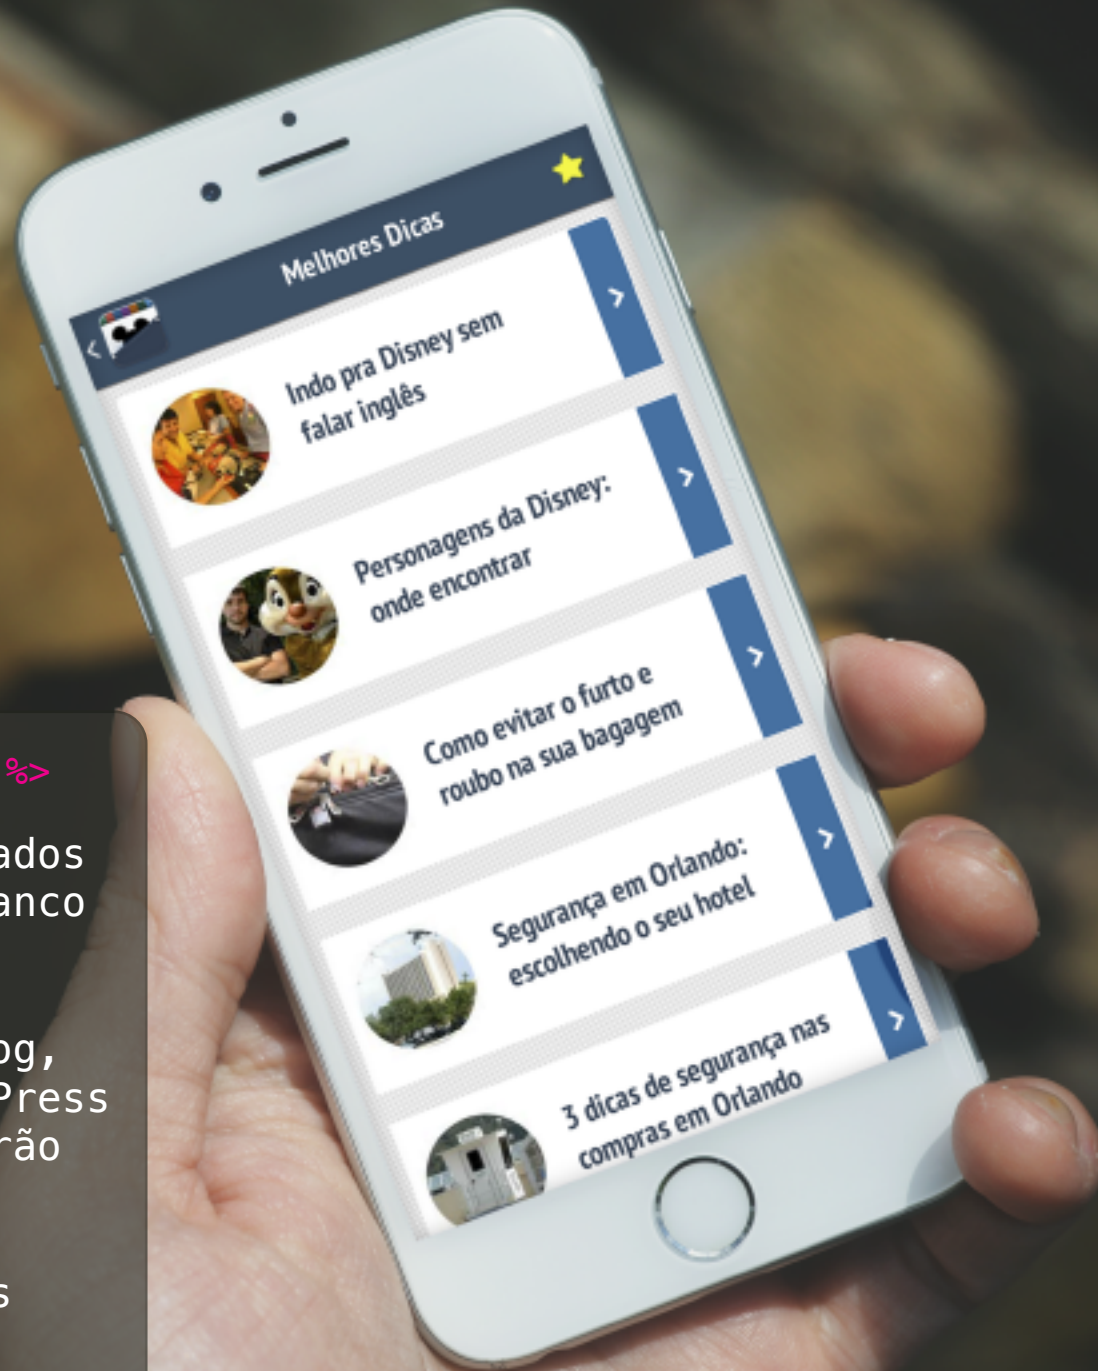 Melhores Dicas
Indo pra Disney sem
falar inglês
Personagens da Disney:
onde encontrar
Como evitar o furto e
roubo na sua bagagem
Segurança em Orlando:
escolhendo o seu hotel
3 dicas de segurança nas
compras em Orlando
%>
ados
anco
og,
Press
rão
s